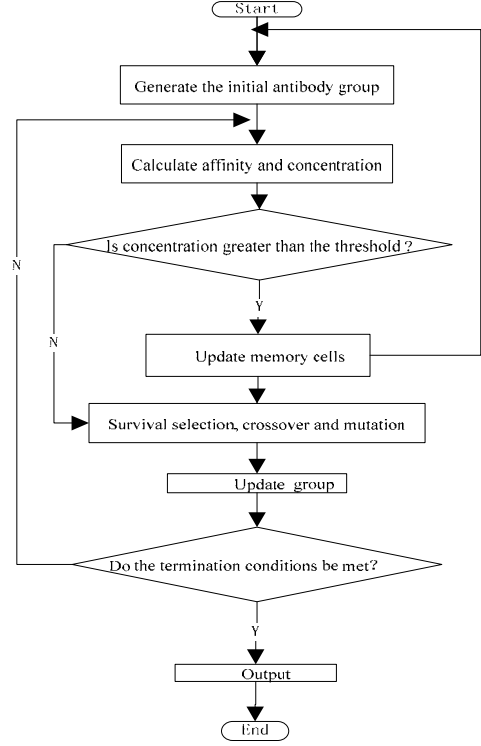 Start
Generate the initial antibody group
Calculate affinity and concentration
Is concentration greater than the threshold ?
N
Y
N
Update memory cells
Survival selection, crossover and mutation
Update group
Do the termination conditions be met?
Y
Output
End